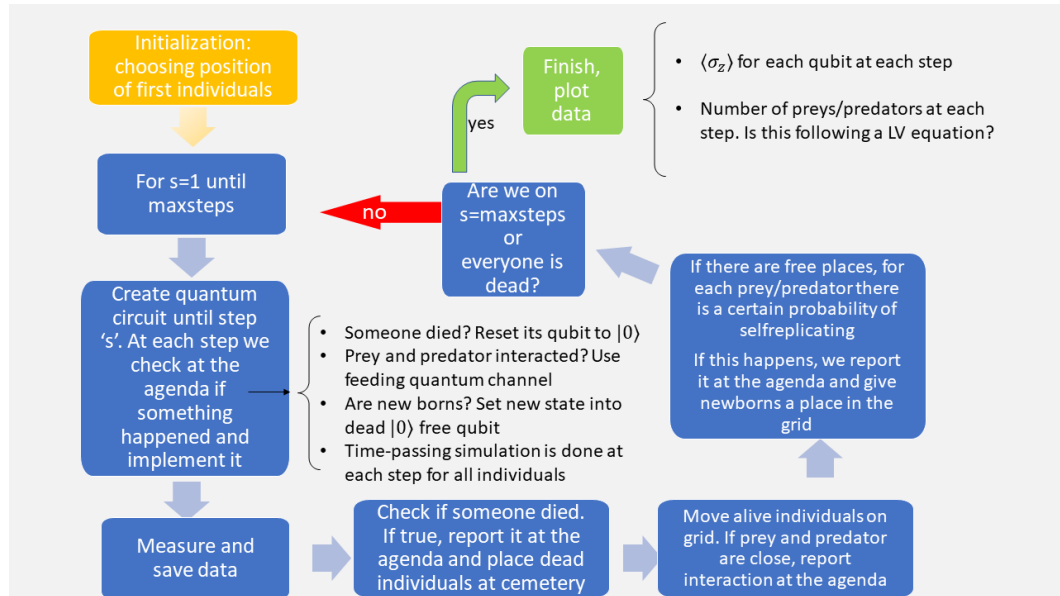 Initialization:
choosing position
of first individuals
For s=1 until
maxsteps
Create quantum
circuit until step
‘s’. At each step we
check at the
agenda if
something
happened and
implement it
• Someone died? Reset its qubit to |0⟩
• Prey and predator interacted? Use
feeding quantum channel
• Are new borns? Set new state into
dead |0⟩ free qubit
• Time-passing simulation is done at
each step for all individuals
Measure and
save data
Check if someone died.
If true, report it at the
agenda and place dead
individuals at cemetery
Move alive individuals on
grid. If prey and predator
are close, report
interaction at the agenda
If there are free places, for
each prey/predator there
is a certain probability of
selfreplicating
If this happens, we report
it at the agenda and give
newborns a place in the
grid
Are we on
s=maxsteps
or
everyone is
dead?
no
yes
Finish,
plot
data
• ⟨σz⟩ for each qubit at each step
• Number of preys/predators at each
step. Is this following a LV equation?